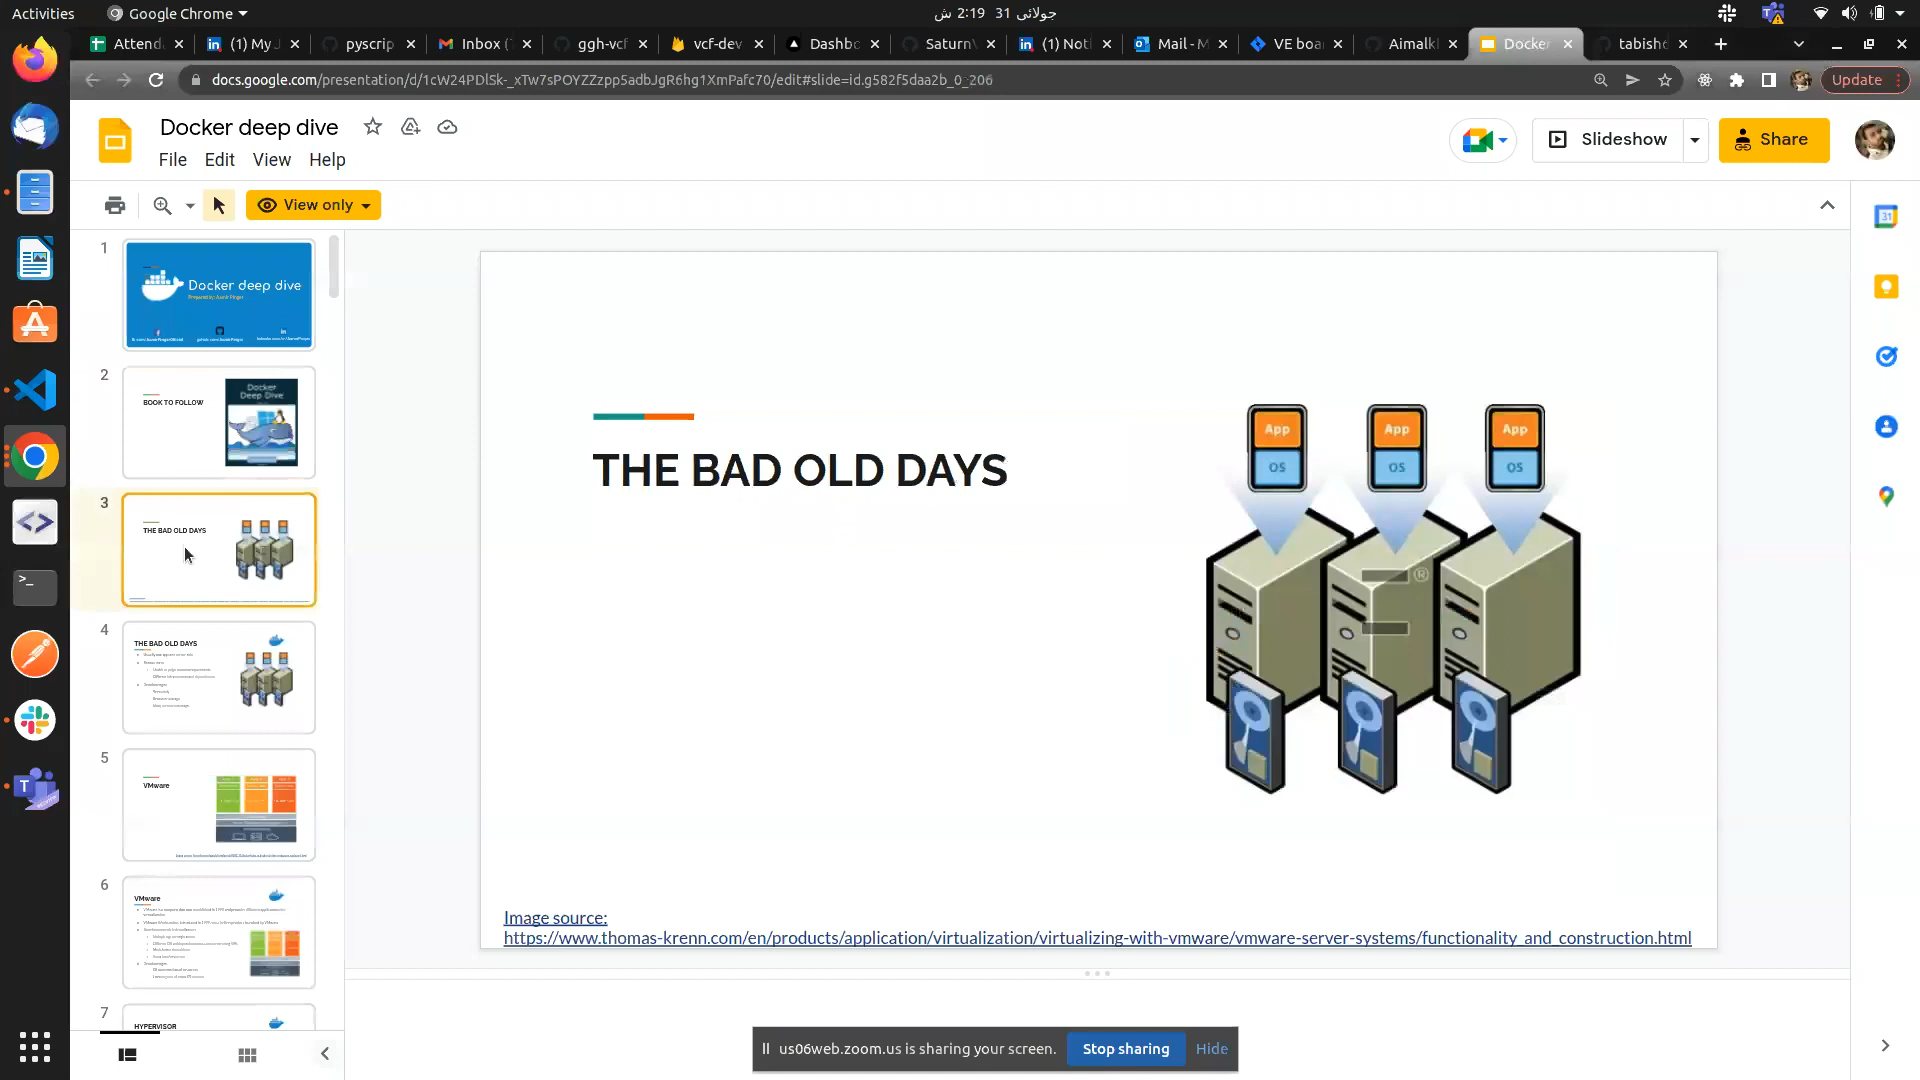 Activities
Google Chrome
جولائی 31 2:19 ش
Attend
(1) My
pyscrip
Inbox (
ggh-vcf
vcf-dev
Dashb
Saturn
(1) Not
Mail - M
VE boa
Aimalk
Docker
tabish
docs.google.com/presentation/d/1cW24PDlSk-_xTw7sPOYZZzpp5adbJgR6hg1XmPafc70/edit#slide=id.g582f5daa2b_0_206
Update
Docker deep dive
File Edit View Help
Slideshow
Share
View only
1
Docker deep dive
2
BOOK TO FOLLOW
Docker
Deep Dive
3
THE BAD OLD DAYS
4
THE BAD OLD DAYS
5
VMware
6
VMware
7
HYPERVISOR
THE BAD OLD DAYS
App App App
OS OS OS
Image source:
https://www.thomas-krenn.com/en/products/application/virtualization/virtualizing-with-vmware/vmware-server-systems/functionality_and_construction.html
31
us06web.zoom.us is sharing your screen.
Stop sharing
Hide